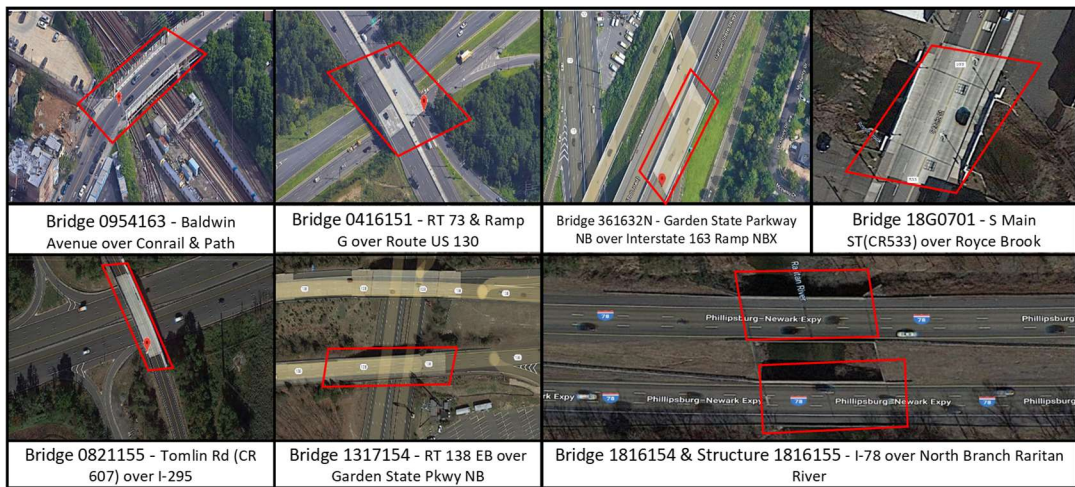 Bridge 0954163 - Baldwin
Avenue over Conrail & Path
Bridge 0416151 - RT 73 & Ramp
G over Route US 130
Bridge 361632N - Garden State Parkway
NB over Interstate 163 Ramp NBX
Bridge 18G0701 - S Main
ST(CR533) over Royce Brook
Raritan River
78
Phillipsburg-Newark Expy
78
Phillipsburg-Newark Expy
78
Phillipsburg-Newark Expy
78
Phillipsburg-Newark Expy
78
Bridge 0821155 - Tomlin Rd (CR
607) over I-295
Bridge 1317154 - RT 138 EB over
Garden State Pkwy NB
Bridge 1816154 & Structure 1816155 - I-78 over North Branch Raritan
River